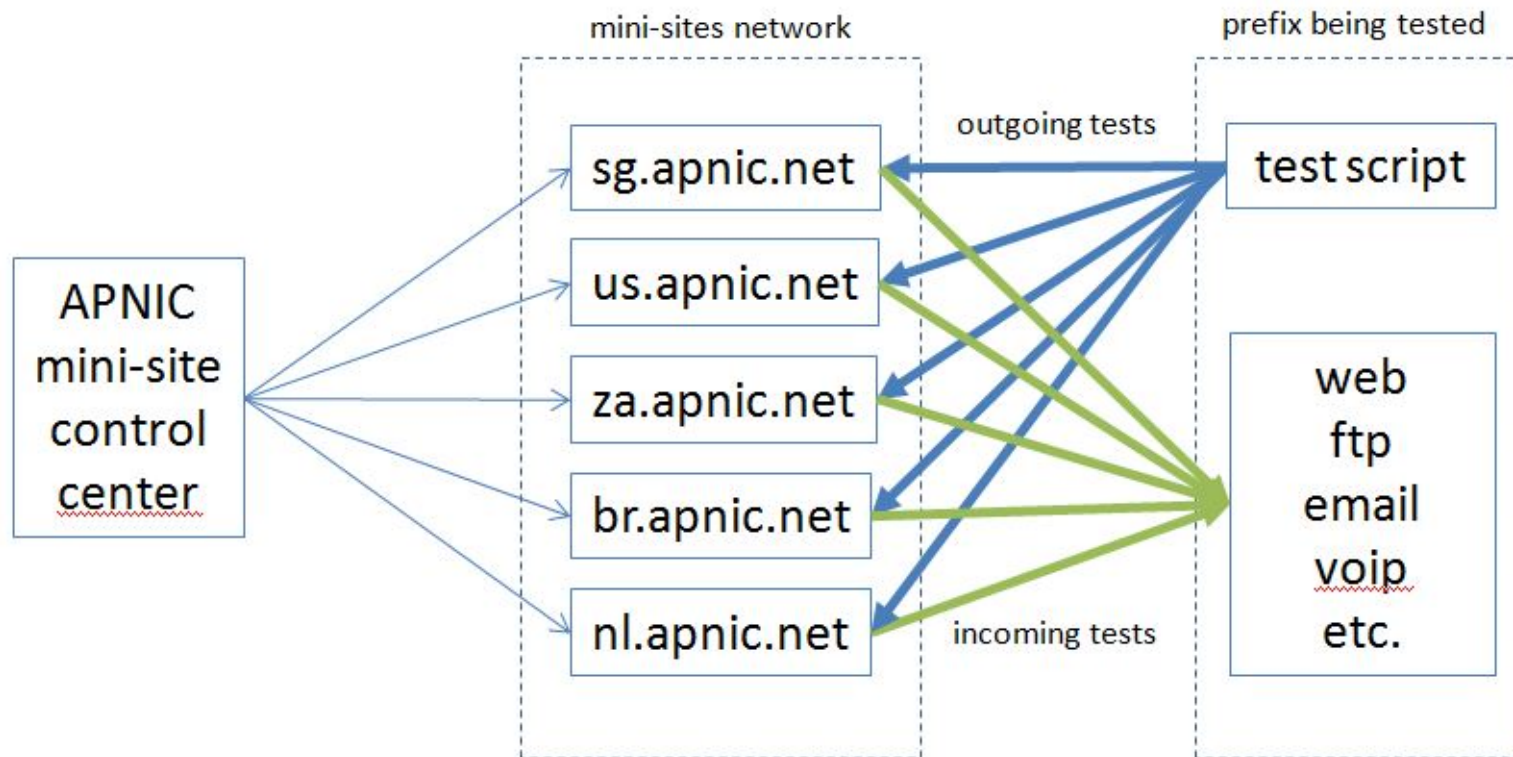 mini-sites network
prefix being tested
outgoing tests
sg.apnic.net
test script
us.apnic.net
APNIC
mini-site
control
center
za.apnic.net
br.apnic.net
nl.apnic.net
web
ftp
email
voip
etc.
incoming tests